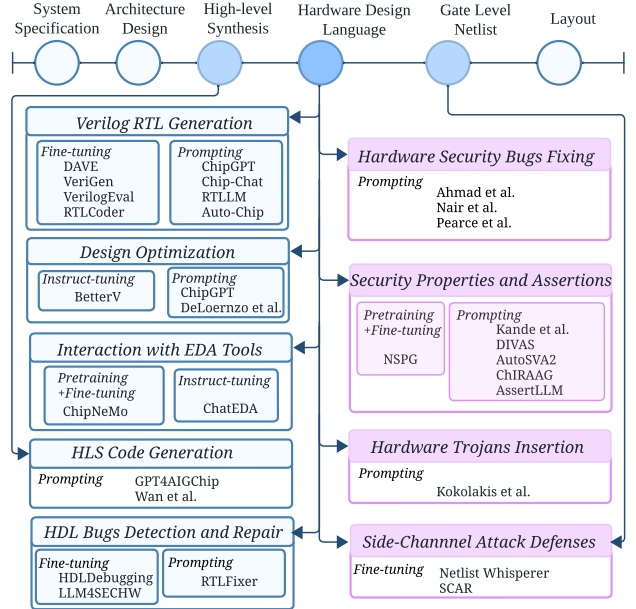 System
Specification
Architecture
Design
High-level
Synthesis
Hardware Design
Language
Gate Level
Netlist
Layout
Verilog RTL Generation
Fine-tuning
DAVE
VeriGen
VerilogEval
RTLCoder
Prompting
ChipGPT
Chip-Chat
RTLLM
Auto-Chip
Design Optimization
Instruct-tuning
BetterV
Prompting
ChipGPT
DeLoernzo et al.
Interaction with EDA Tools
Pretraining
+Fine-tuning
ChipNeMo
Instruct-tuning
ChatEDA
HLS Code Generation
Prompting
GPT4AIGChip
Wan et al.
HDL Bugs Detection and Repair
Fine-tuning
HDLDebugging
LLM4SECHW
Prompting
RTLFixer
Hardware Security Bugs Fixing
Prompting
Ahmad et al.
Nair et al.
Pearce et al.
Security Properties and Assertions
Pretraining
+Fine-tuning
NSPG
Prompting
Kande et al.
DIVAS
AutoSVA2
ChIRAAG
AssertLLM
Hardware Trojans Insertion
Prompting
Kokolakis et al.
Side-Channnel Attack Defenses
Fine-tuning
Netlist Whisperer
SCAR